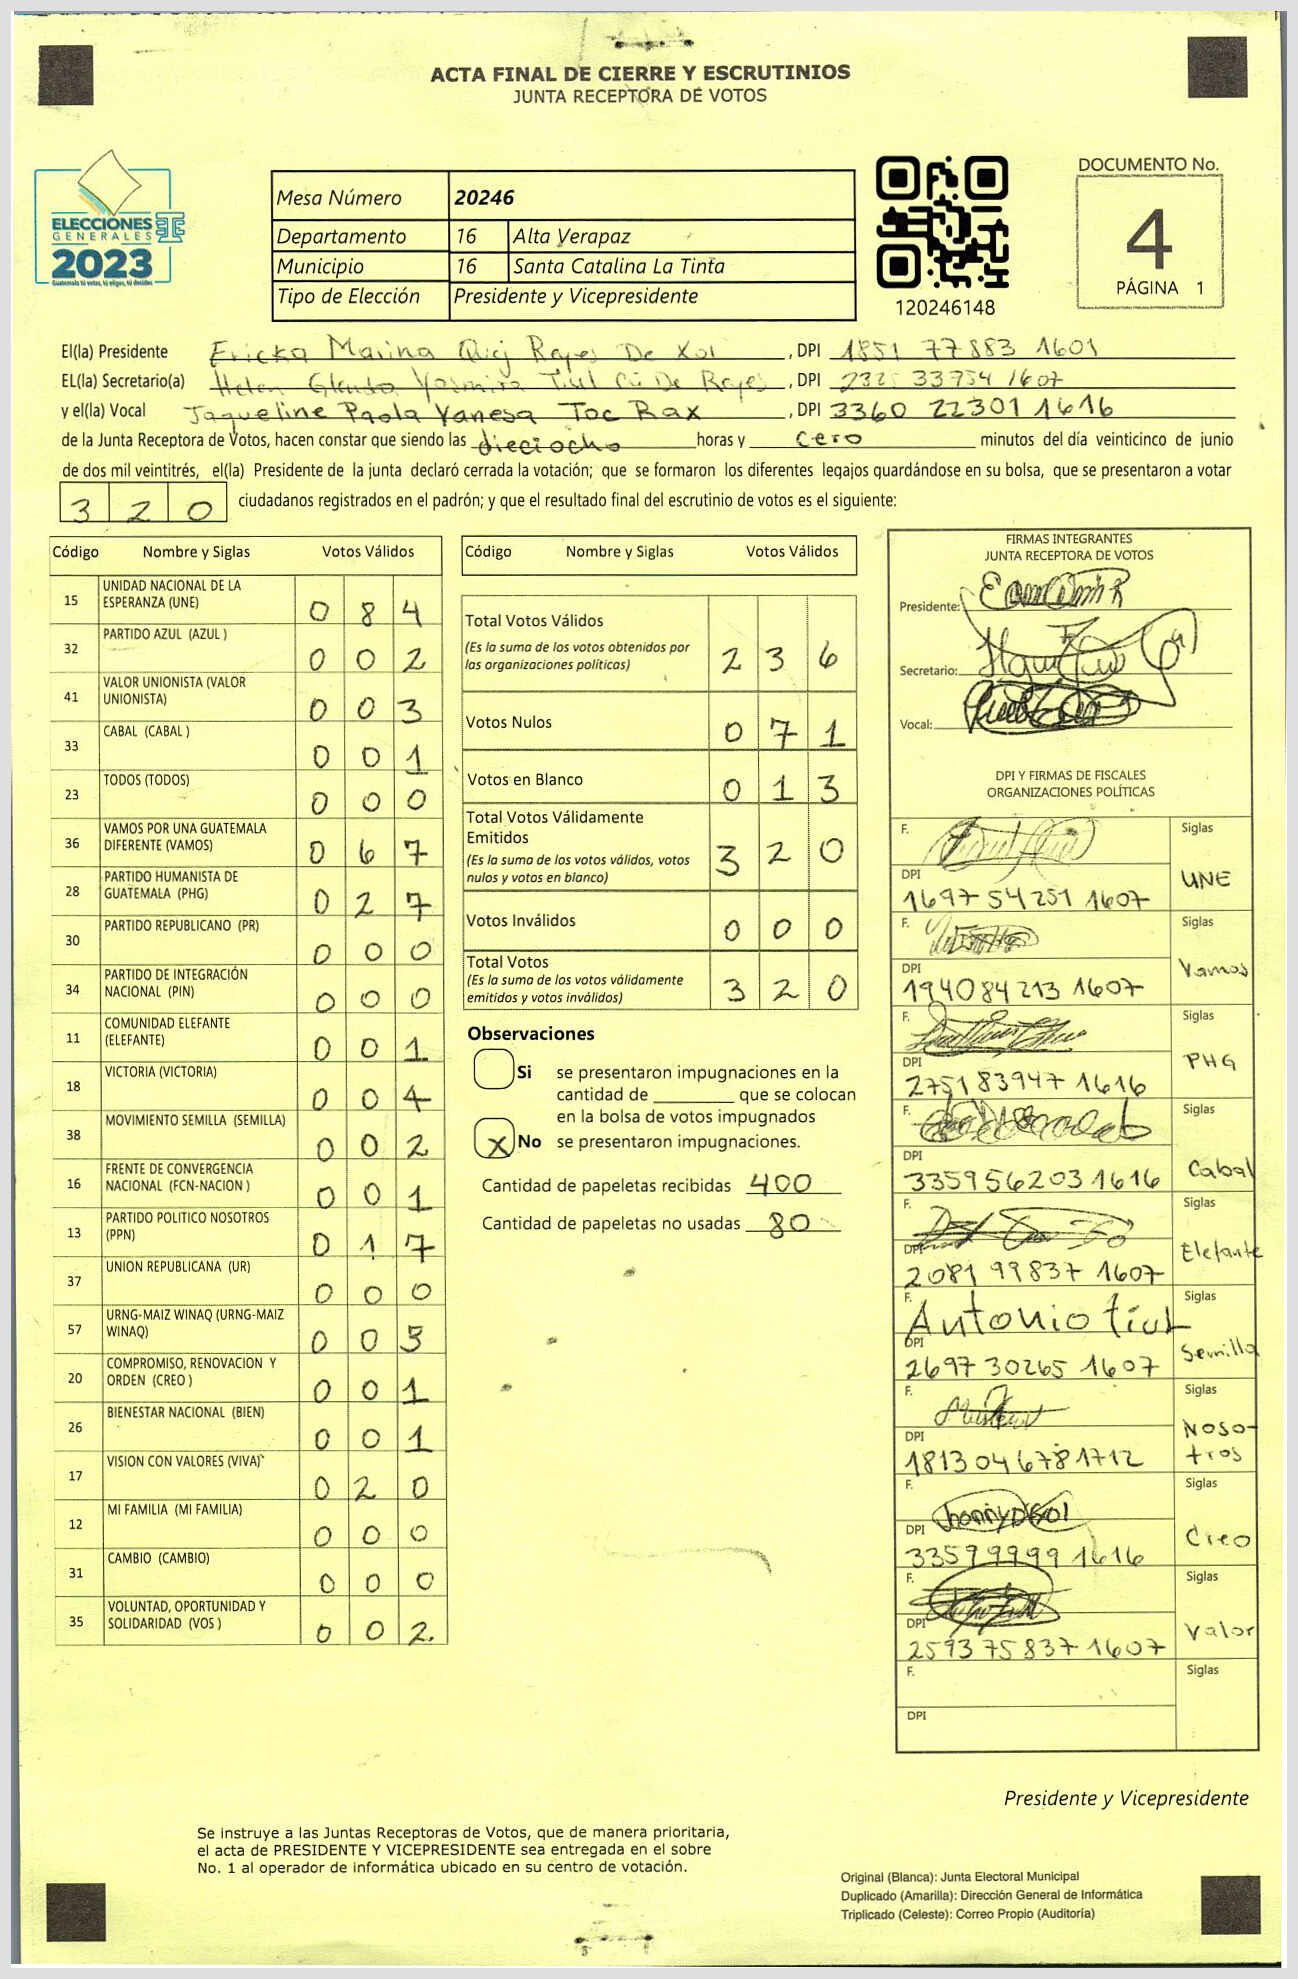 ACTA FINAL DE CIERRE Y ESCRUTINIOS
JUNTA RECEPTORA DE VOTOS
ELECCIONES
GENERALES
2023
Guatemala tú votas, tú eliges, tú decides
Mesa Número 20246
Departamento 16 Alta Verapaz
Municipio 16 Santa Catalina La Tinta
Tipo de Elección Presidente y Vicepresidente
120246148
DOCUMENTO No.
4
PÁGINA 1
El(la) Presidente Ericka Marina Reyes De Xol, DPI 1851 77883 1601
EL(la) Secretario(a) Helen De Reyes, DPI 2325 33754 1607
y el(la) Vocal Jaqueline Paola Vanesa Toc Rax, DPI 3360 22301 1616
de la Junta Receptora de Votos, hacen constar que siendo las dieciocho horas y cero minutos del día veinticinco de junio
de dos mil veintitrés, el(la) Presidente de la junta declaró cerrada la votación; que se formaron los diferentes legajos guardándose en su bolsa, que se presentaron a votar
320 ciudadanos registrados en el padrón; y que el resultado final del escrutinio de votos es el siguiente:
Código Nombre y Siglas Votos Válidos
15 UNIDAD NACIONAL DE LA ESPERANZA (UNE) 0 8 4
32 PARTIDO AZUL (AZUL ) 0 0 2
41 VALOR UNIONISTA (VALOR UNIONISTA) 0 0 3
33 CABAL (CABAL ) 0 0 1
23 TODOS (TODOS) 0 0 0
36 VAMOS POR UNA GUATEMALA DIFERENTE (VAMOS) 0 6 7
28 PARTIDO HUMANISTA DE GUATEMALA (PHG) 0 2 7
30 PARTIDO REPUBLICANO (PR) 0 0 0
34 PARTIDO DE INTEGRACIÓN NACIONAL (PIN) 0 0 0
11 COMUNIDAD ELEFANTE (ELEFANTE) 0 0 1
18 VICTORIA (VICTORIA) 0 0 4
38 MOVIMIENTO SEMILLA (SEMILLA) 0 0 2
16 FRENTE DE CONVERGENCIA NACIONAL (FCN-NACION ) 0 0 1
13 PARTIDO POLITICO NOSOTROS (PPN) 0 1 7
37 UNION REPUBLICANA (UR) 0 0 0
57 URNG-MAIZ WINAQ (URNG-MAIZ WINAQ) 0 0 3
20 COMPROMISO, RENOVACION Y ORDEN (CREO ) 0 0 1
26 BIENESTAR NACIONAL (BIEN) 0 0 1
17 VISION CON VALORES (VIVA) 0 2 0
12 MI FAMILIA (MI FAMILIA) 0 0 0
31 CAMBIO (CAMBIO) 0 0 0
35 VOLUNTAD, OPORTUNIDAD Y SOLIDARIDAD (VOS ) 0 0 2.
Código Nombre y Siglas Votos Válidos
Total Votos Válidos
(Es la suma de los votos obtenidos por
las organizaciones políticas) 2 3 6
Votos Nulos 0 7 1
Votos en Blanco 0 1 3
Total Votos Válidamente
Emitidos
(Es la suma de los votos válidos, votos
nulos y votos en blanco) 3 2 0
Votos Inválidos 0 0 0
Total Votos
(Es la suma de los votos válidamente
emitidos y votos inválidos) 3 2 0
Observaciones
Si se presentaron impugnaciones en la
cantidad de ________ que se colocan
en la bolsa de votos impugnados
X No se presentaron impugnaciones.
Cantidad de papeletas recibidas 400
Cantidad de papeletas no usadas 80
FIRMAS INTEGRANTES
JUNTA RECEPTORA DE VOTOS
Presidente:
Secretario:
Vocal:
DPI Y FIRMAS DE FISCALES
ORGANIZACIONES POLÍTICAS
F. Siglas
DPI UNE
1697 54251 1607
F. Siglas
DPI Vamos
1940 84213 1607
F. Siglas
DPI PHG
2751 83947 1616
F. Siglas
DPI Cabal
3359 56203 1616
F. Siglas
DPI Elefante
2081 99837 1607
F. Antonio Tiul Siglas
DPI Semilla
2697 30265 1607
F. Siglas
DPI Noso-
tros
1813 04678 1712
F. Siglas
DPI Creo
3359 9999 1616
F. Siglas
DPI Valor
2593 75837 1607
F. Siglas
DPI
Presidente y Vicepresidente
Se instruye a las Juntas Receptoras de Votos, que de manera prioritaria,
el acta de PRESIDENTE Y VICEPRESIDENTE sea entregada en el sobre
No. 1 al operador de informática ubicado en su centro de votación.
Original (Blanca): Junta Electoral Municipal
Duplicado (Amarilla): Dirección General de Informática
Triplicado (Celeste): Correo Propio (Auditoría)